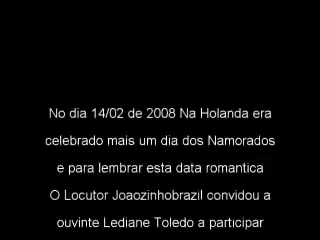 No dia 14/02 de 2008 Na Holanda era
celebrado mais um dia dos Namorados
e para lembrar esta data romantica
O Locutor Joaozinhobrazil convidou a
ouvinte Lediane Toledo a participar